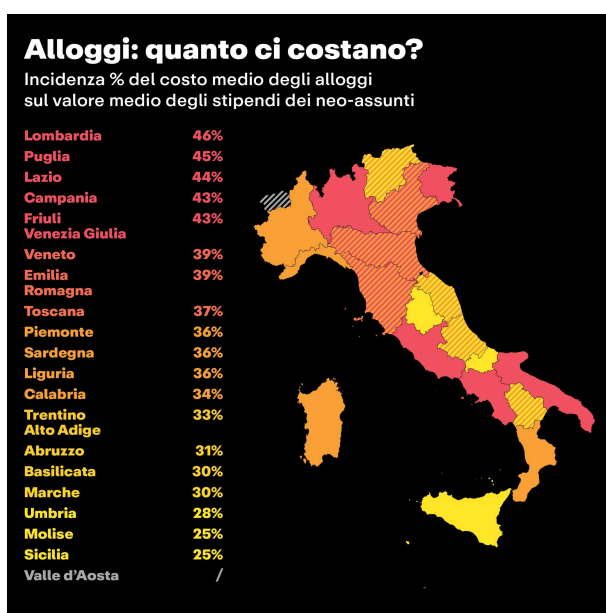 Alloggi: quanto ci costano?
Incidenza % del costo medio degli alloggi
sul valore medio degli stipendi dei neo-assunti
Lombardia 46%
Puglia 45%
Lazio 44%
Campania 43%
Friuli 43%
Venezia Giulia
Veneto 39%
Emilia 39%
Romagna
Toscana 37%
Piemonte 36%
Sardegna 36%
Liguria 36%
Calabria 34%
Trentino 33%
Alto Adige
Abruzzo 31%
Basilicata 30%
Marche 30%
Umbria 28%
Molise 25%
Sicilia 25%
Valle d'Aosta /